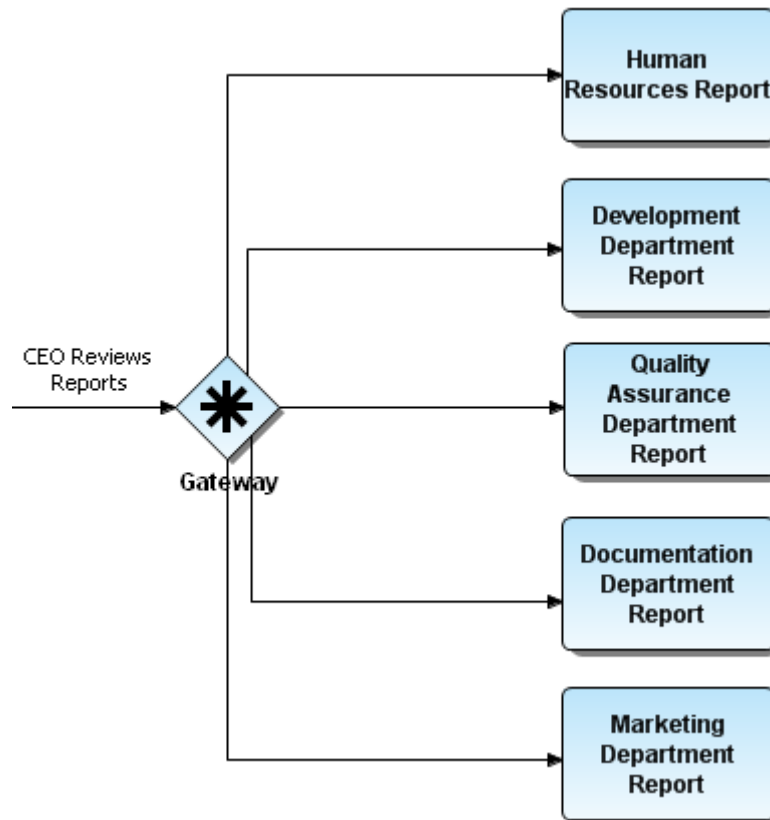 Human
Resources Report
Development
Department
Report
CEO Reviews
Reports
Quality
Assurance
Department
Report
Gateway
Documentation
Department
Report
Marketing
Department
Report